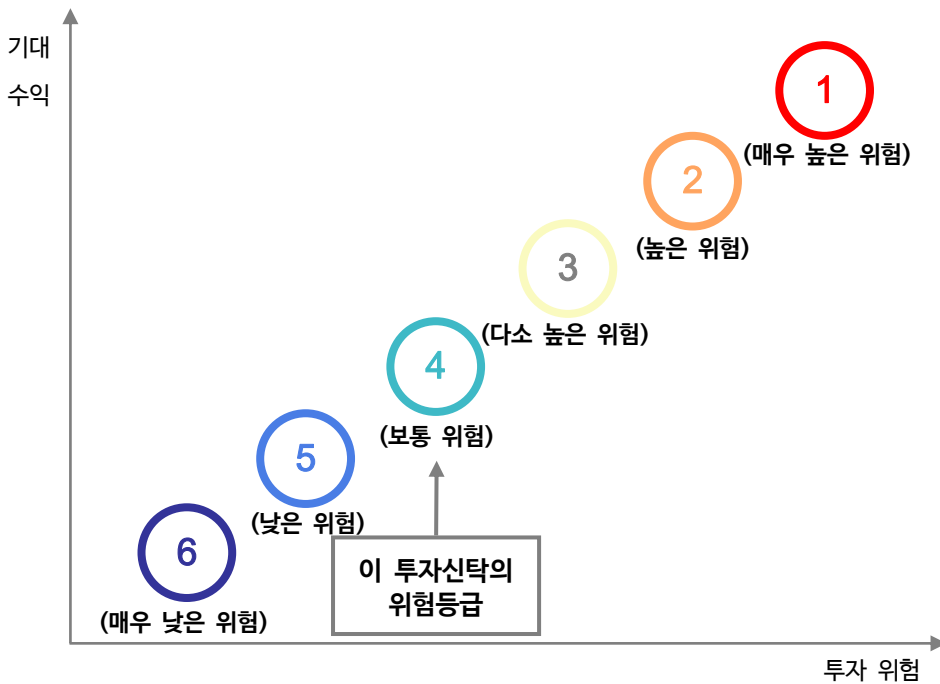 기대
수익
1
(매우 높은 위험)
2
(높은 위험)
3
(다소 높은 위험)
4
(보통 위험)
5
(낮은 위험)
6
(매우 낮은 위험)
이 투자신탁의
위험등급
투자 위험